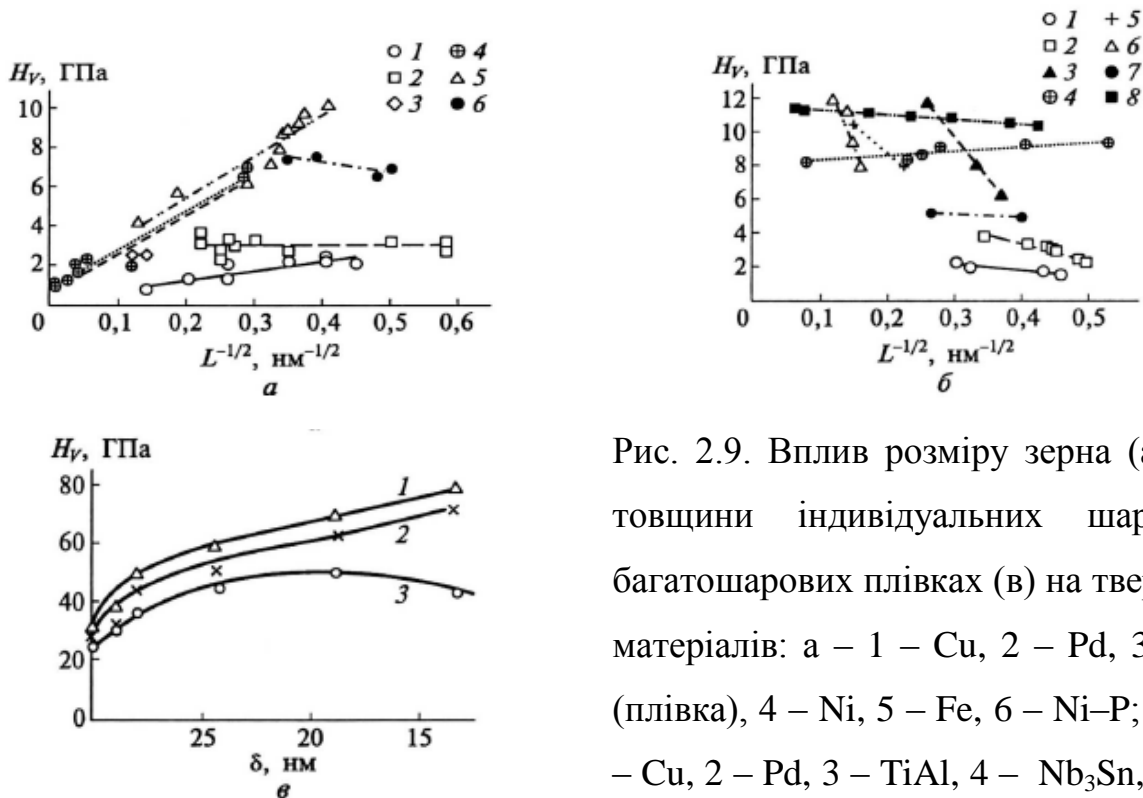 H_V, ГПа
1 4
2 5
3 6
10
8
6
4
2
0 0,1 0,2 0,3 0,4 0,5 0,6
L^{-1/2}, нм^{-1/2}
а
H_V, ГПа
1 5
2 6
3 7
4 8
12
10
8
6
4
2
0 0,1 0,2 0,3 0,4 0,5
L^{-1/2}, нм^{-1/2}
б
H_V, ГПа
80
60
40
20
0
1
2
3
25 20 15
δ, нм
в
Рис. 2.9. Вплив розміру зерна (а
товщини індивідуальних шар
багатошарових плівках (в) на твер
матеріалів: а – 1 – Cu, 2 – Pd, 3
(плівка), 4 – Ni, 5 – Fe, 6 – Ni–P;
– Cu, 2 – Pd, 3 – TiAl, 4 – Nb₃Sn,